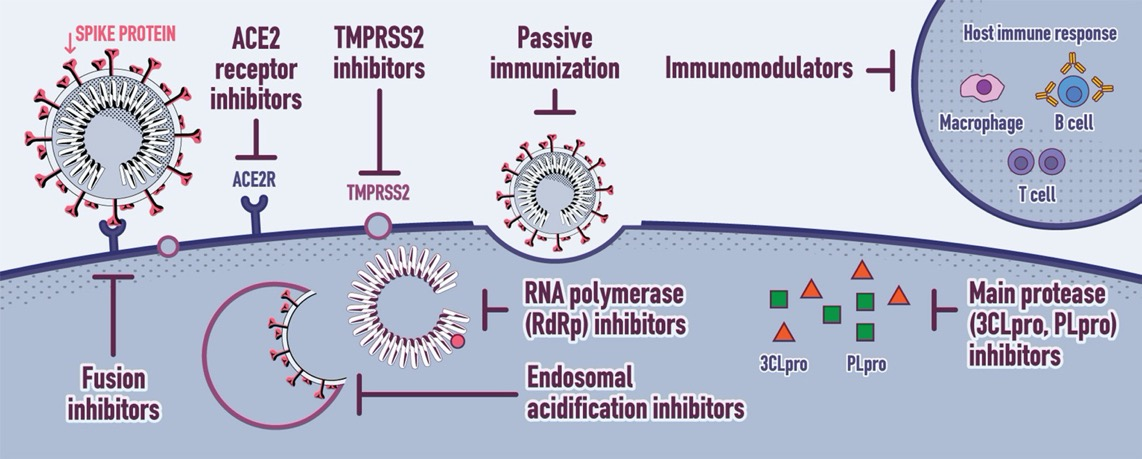 SPIKE PROTEIN
ACE2
receptor
inhibitors
TMPRSS2
inhibitors
Passive
immunization
Immunomodulators
Host immune response
Macrophage
B cell
T cell
ACE2R
TMPRSS2
RNA polymerase
(RdRp) inhibitors
Main protease
(3CLpro, PLpro)
inhibitors
3CLpro
PLpro
Fusion
inhibitors
Endosomal
acidification inhibitors